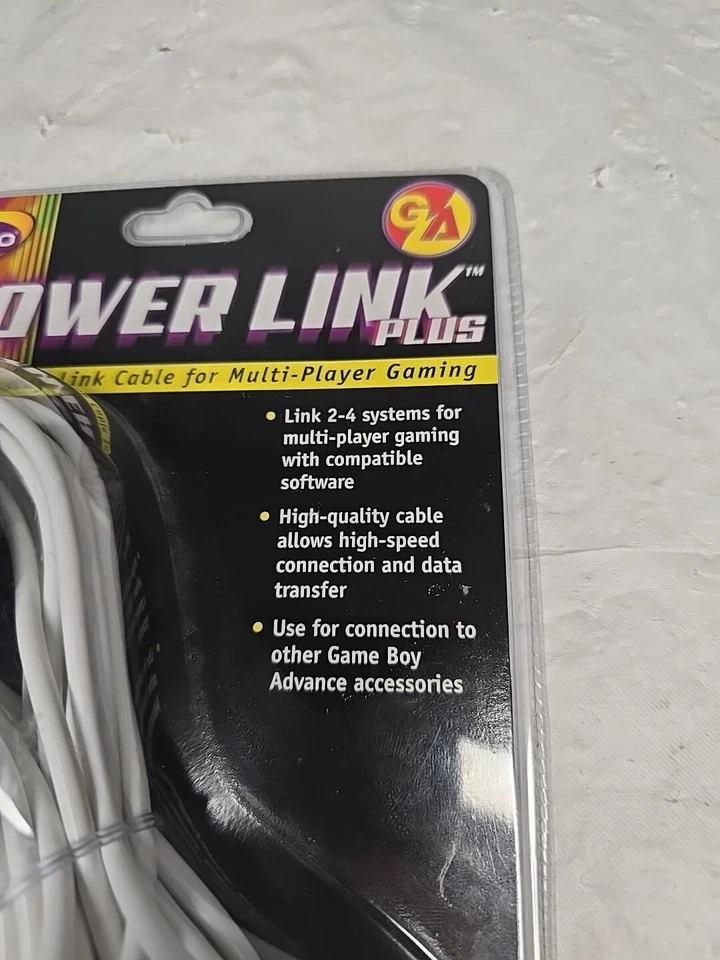 GZA
OWER LINK™
PLUS
Link Cable for Multi-Player Gaming
• Link 2-4 systems for
multi-player gaming
with compatible
software
• High-quality cable
allows high-speed
connection and data
transfer
• Use for connection to
other Game Boy
Advance accessories